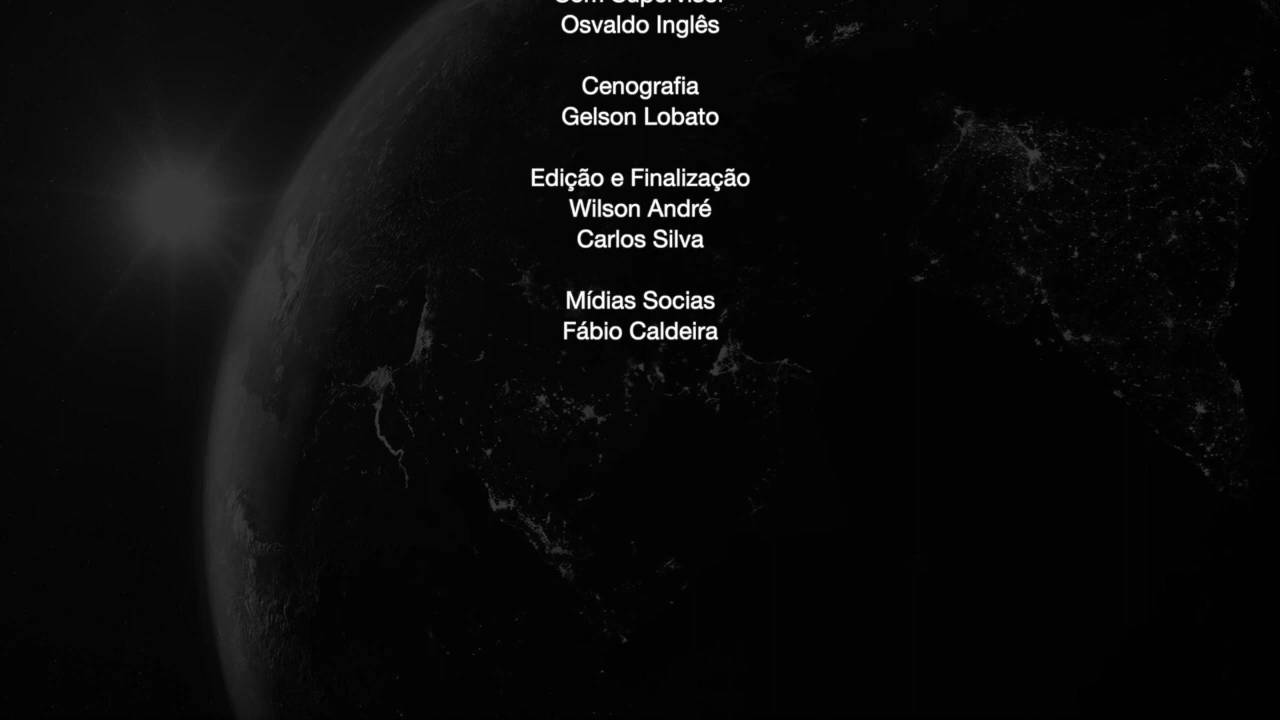 Osvaldo Inglês
Cenografia
Gelson Lobato
Edição e Finalização
Wilson André
Carlos Silva
Mídias Socias
Fábio Caldeira